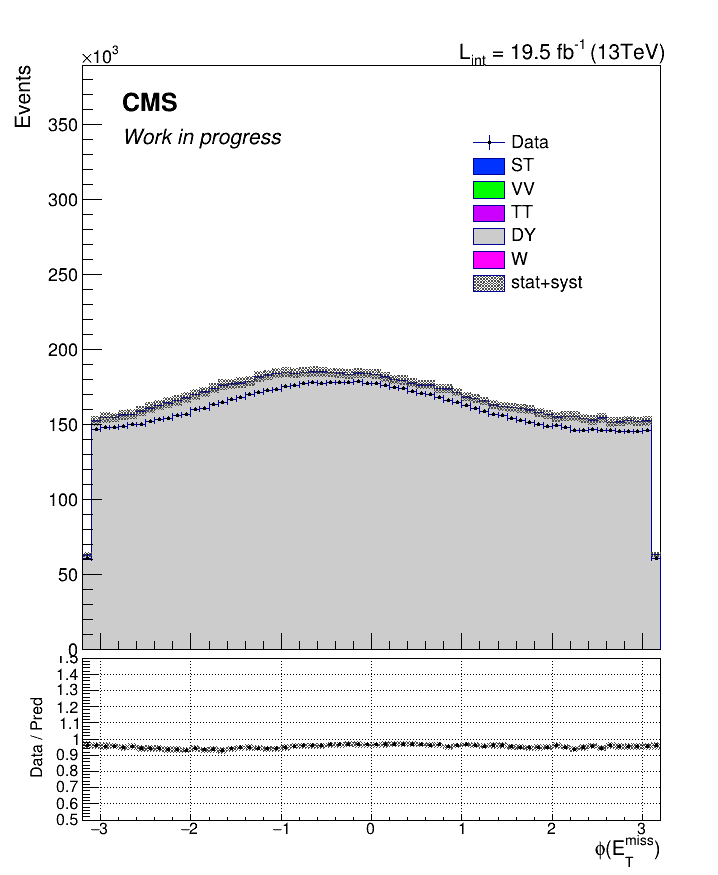 ×10³
L_int = 19.5 fb⁻¹ (13TeV)
Events
CMS
Work in progress
Data
ST
VV
TT
DY
W
stat+syst
350
300
250
200
150
100
50
0
1.5
1.4
1.3
1.2
1.1
1
0.9
0.8
0.7
0.6
0.5
Data / Pred
−3 −2 −1 0 1 2 3
ϕ(E_T^miss)